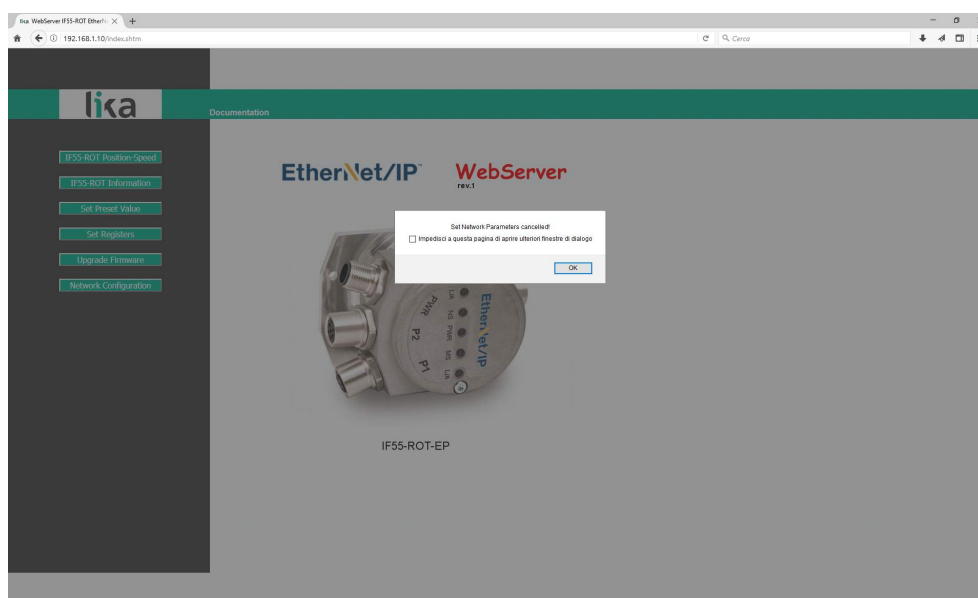 lika WebServer IF55-ROT EtherN
192.168.1.10/index.shtm
Cerca
lika
Documentation
IF55-ROT Position-Speed
IF55-ROT Information
Set Preset Value
Set Registers
Upgrade Firmware
Network Configuration
EtherNet/IP™
WebServer
rev.1
Set Network Parameters cancelled!
Impedisci a questa pagina di aprire ulteriori finestre di dialogo
OK
PWR
P2
P1
L/A
NS
PWR
MS
L/A
EtherNet/IP
IF55-ROT-EP